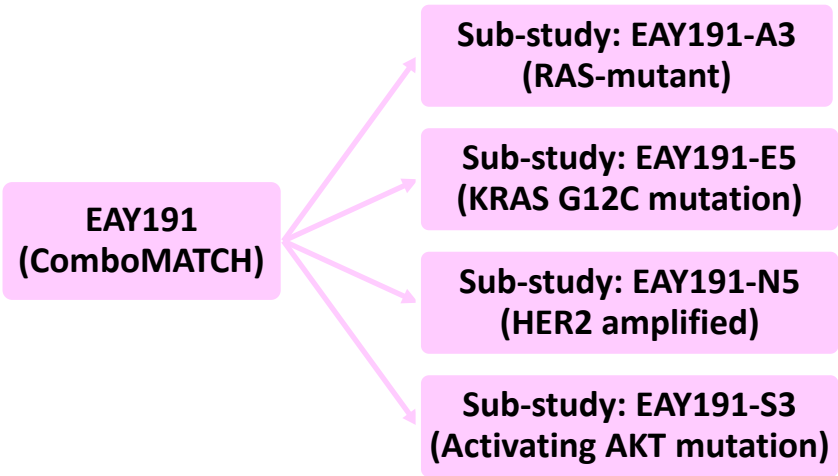 Sub-study: EAY191-A3
(RAS-mutant)
Sub-study: EAY191-E5
(KRAS G12C mutation)
EAY191
(ComboMATCH)
Sub-study: EAY191-N5
(HER2 amplified)
Sub-study: EAY191-S3
(Activating AKT mutation)